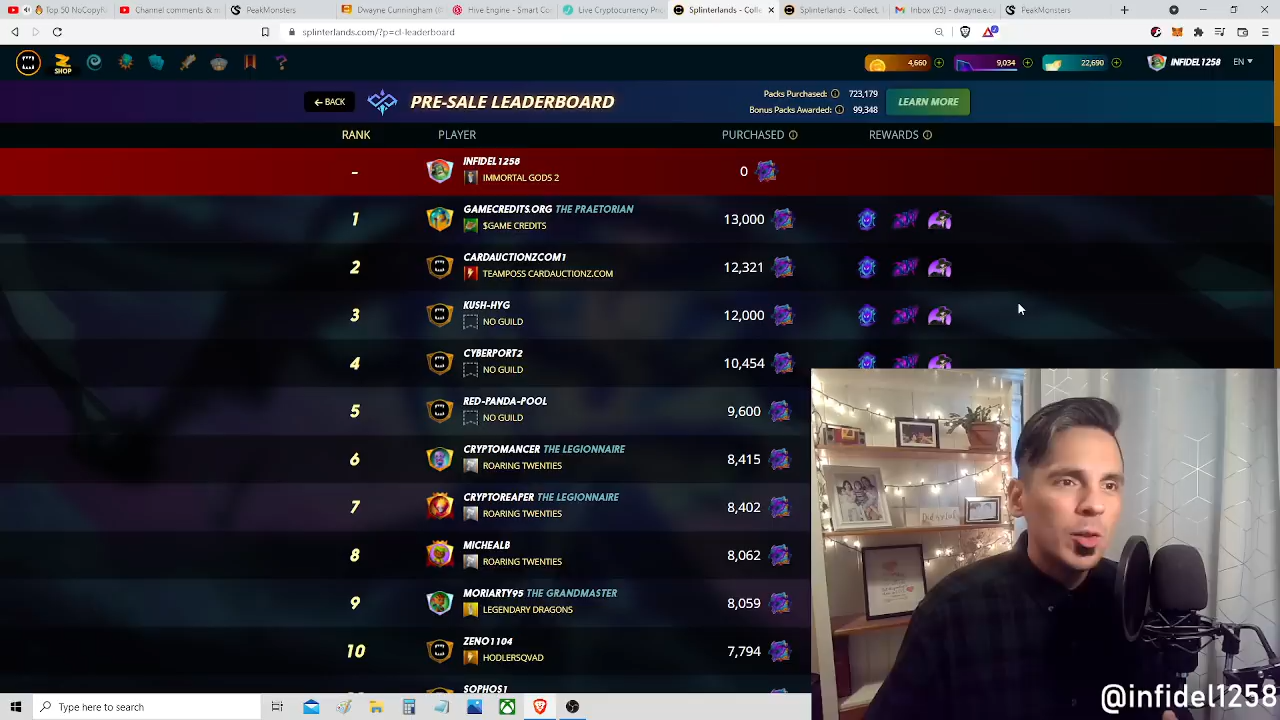 Top 50 NoCopyRi
Channel comments & m
PeakMonsters
Dwayne Cunningham (I
Hive Engine - Smart Co
Live Cryptocurrency Pri
Splinterlands - Colle
Splinterlands - Collect.
Inbox (25) - dwayne.c
PeakMonsters
splinterlands.com/?p=cl-leaderboard
SHOP
4,660
9,034
22,690
INFIDEL1258
EN
BACK
PRE-SALE LEADERBOARD
Packs Purchased: 723,179
Bonus Packs Awarded: 99,348
LEARN MORE
RANK PLAYER PURCHASED REWARDS
- INFIDEL1258 0
IMMORTAL GODS 2
1 GAMECREDITS.ORG THE PRAETORIAN 13,000
$GAME CREDITS
2 CARDAUCTIONZCOM1 12,321
TEAMPOSS CARDAUCTIONZ.COM
3 KUSH-HYG 12,000
NO GUILD
4 CYBERPORT2 10,454
NO GUILD
5 RED-PANDA-POOL 9,600
NO GUILD
6 CRYPTOMANCER THE LEGIONNAIRE 8,415
ROARING TWENTIES
7 CRYPTOREAPER THE LEGIONNAIRE 8,402
ROARING TWENTIES
8 MICHEALB 8,062
ROARING TWENTIES
9 MORIARTY95 THE GRANDMASTER 8,059
LEGENDARY DRAGONS
10 ZENO1104 7,794
HODLERSQVAD
SOPHOS1
@infidel1258
Type here to search